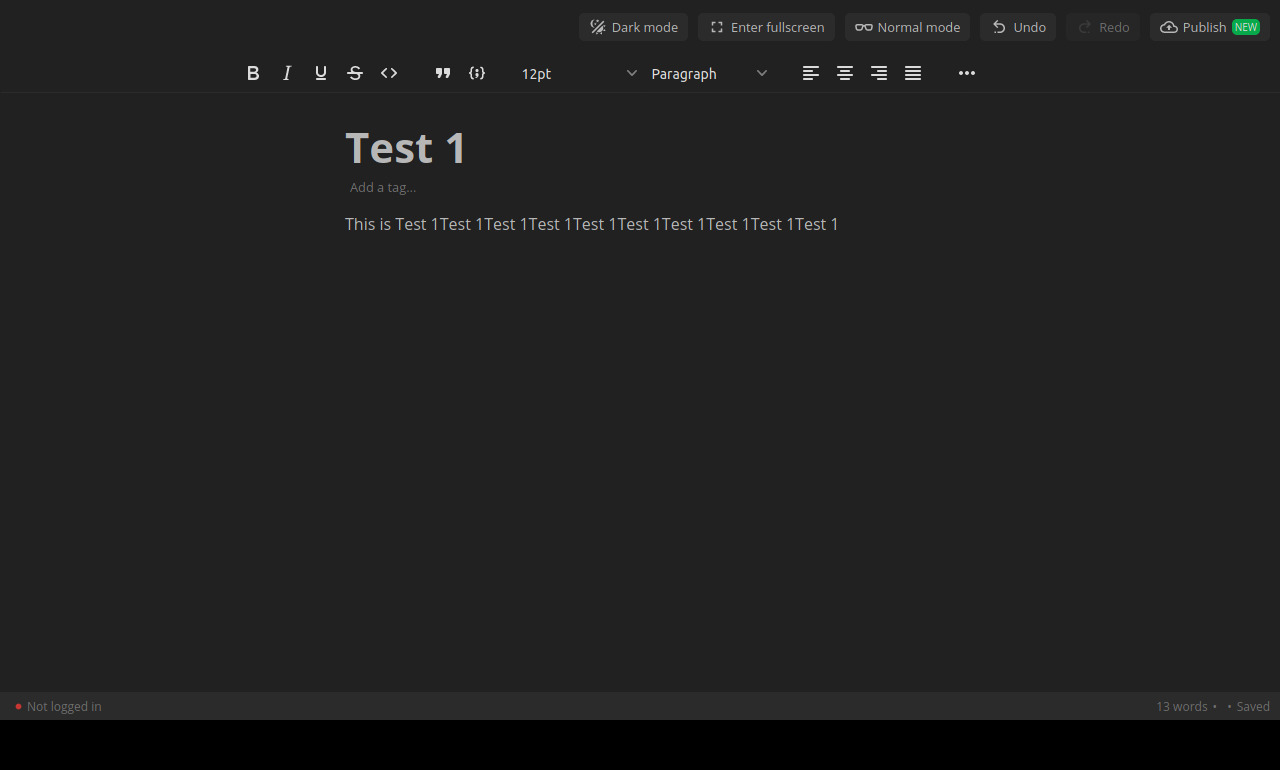 Dark mode Enter fullscreen Normal mode Undo Redo Publish NEW
B I U S <> 12pt Paragraph
Test 1
Add a tag...
This is Test 1Test 1Test 1Test 1Test 1Test 1Test 1Test 1Test 1Test 1
Not logged in 13 words • • Saved